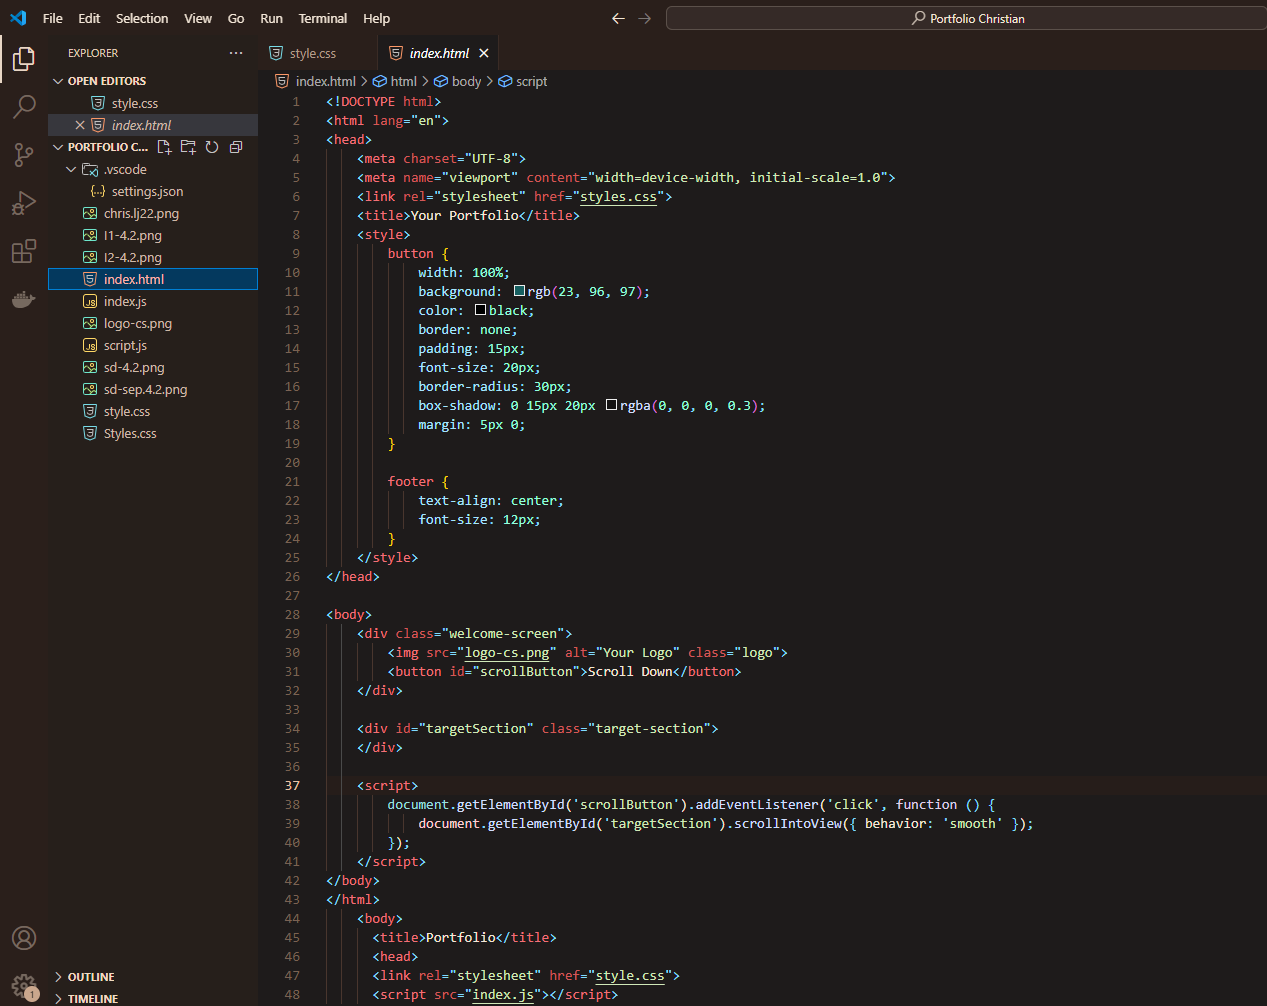 File Edit Selection View Go Run Terminal Help
Portfolio Christian
EXPLORER
OPEN EDITORS
style.css
index.html
PORTFOLIO C...
.vscode
settings.json
chris.lj22.png
I1-4.2.png
I2-4.2.png
index.html
index.js
logo-cs.png
script.js
sd-4.2.png
sd-sep.4.2.png
style.css
Styles.css
OUTLINE
TIMELINE
1
style.css index.html
index.html > html > body > script
1 <!DOCTYPE html>
2 <html lang="en">
3 <head>
4 <meta charset="UTF-8">
5 <meta name="viewport" content="width=device-width, initial-scale=1.0">
6 <link rel="stylesheet" href="styles.css">
7 <title>Your Portfolio</title>
8 <style>
9 button {
10 width: 100%;
11 background: rgb(23, 96, 97);
12 color: black;
13 border: none;
14 padding: 15px;
15 font-size: 20px;
16 border-radius: 30px;
17 box-shadow: 0 15px 20px rgba(0, 0, 0, 0.3);
18 margin: 5px 0;
19 }
20
21 footer {
22 text-align: center;
23 font-size: 12px;
24 }
25 </style>
26 </head>
27
28 <body>
29 <div class="welcome-screen">
30 <img src="logo-cs.png" alt="Your Logo" class="logo">
31 <button id="scrollButton">Scroll Down</button>
32 </div>
33
34 <div id="targetSection" class="target-section">
35 </div>
36
37 <script>
38 document.getElementById('scrollButton').addEventListener('click', function () {
39 document.getElementById('targetSection').scrollIntoView({ behavior: 'smooth' });
40 });
41 </script>
42 </body>
43 </html>
44 <body>
45 <title>Portfolio</title>
46 <head>
47 <link rel="stylesheet" href="style.css">
48 <script src="index.js"></script>